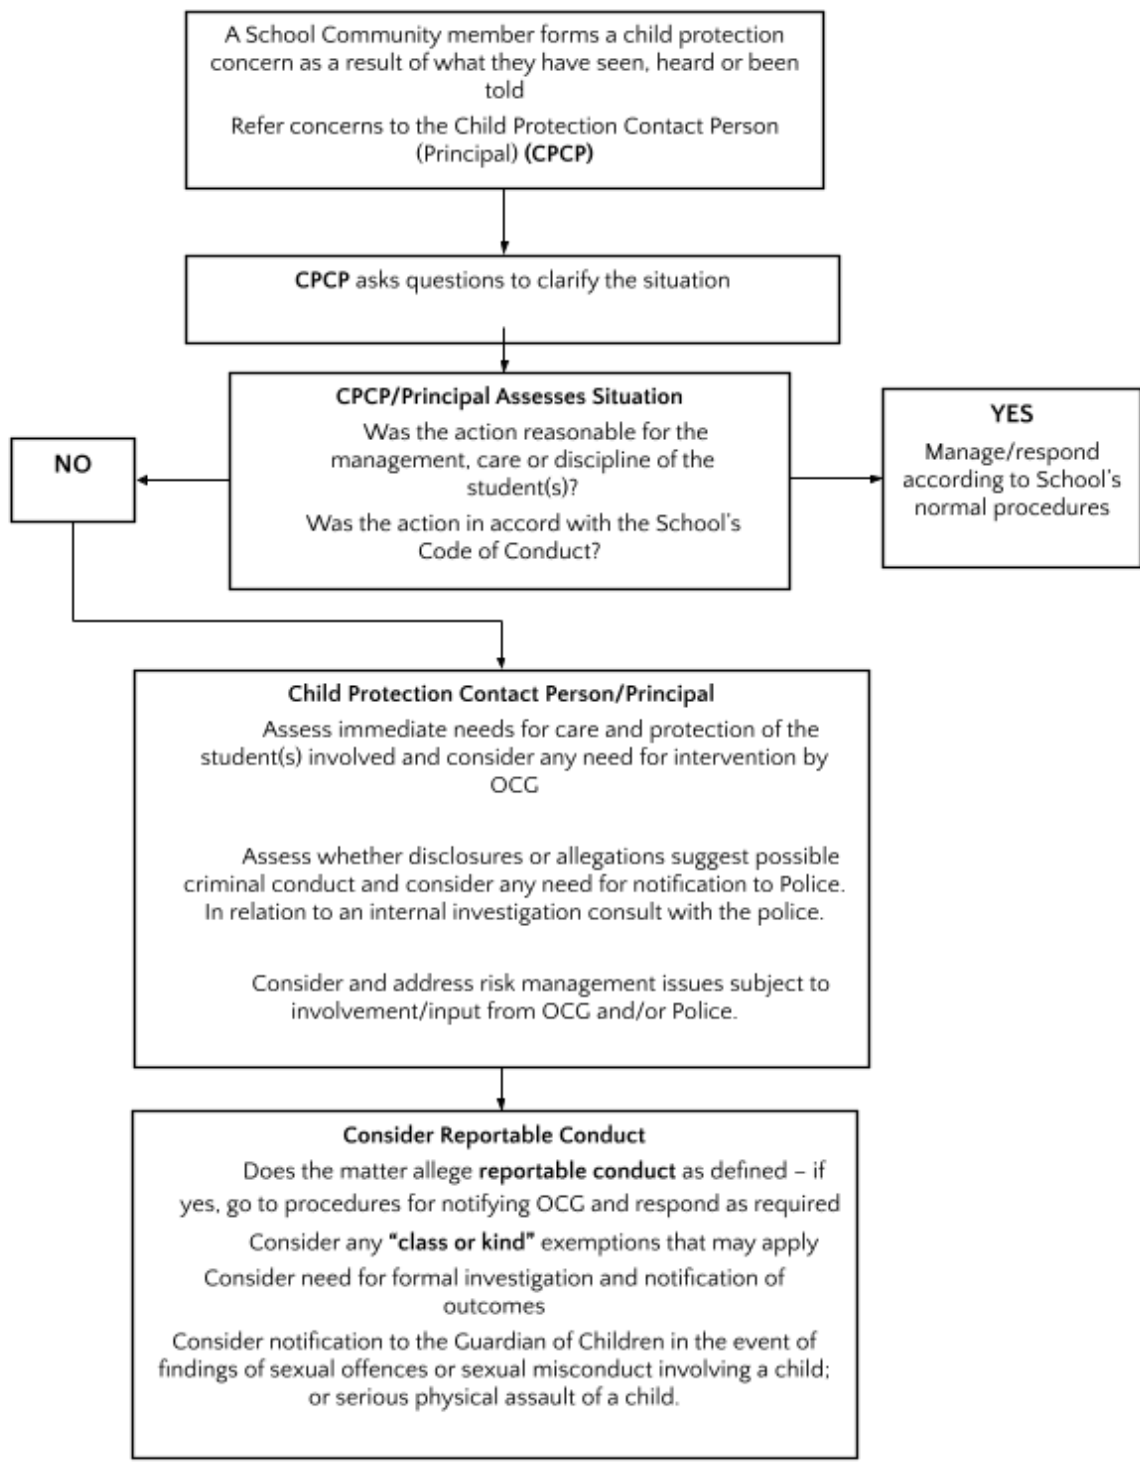 A School Community member forms a child protection
concern as a result of what they have seen, heard or been
told
Refer concerns to the Child Protection Contact Person
(Principal) (CPCP)
CPCP asks questions to clarify the situation
CPCP/Principal Assesses Situation
Was the action reasonable for the
management, care or discipline of the
student(s)?
Was the action in accord with the School's
Code of Conduct?
NO
YES
Manage/respond
according to School's
normal procedures
Child Protection Contact Person/Principal
Assess immediate needs for care and protection of the
student(s) involved and consider any need for intervention by
OCG
Assess whether disclosures or allegations suggest possible
criminal conduct and consider any need for notification to Police.
In relation to an internal investigation consult with the police.
Consider and address risk management issues subject to
involvement/input from OCG and/or Police.
Consider Reportable Conduct
Does the matter allege reportable conduct as defined – if
yes, go to procedures for notifying OCG and respond as required
Consider any “class or kind” exemptions that may apply
Consider need for formal investigation and notification of
outcomes
Consider notification to the Guardian of Children in the event of
findings of sexual offences or sexual misconduct involving a child;
or serious physical assault of a child.